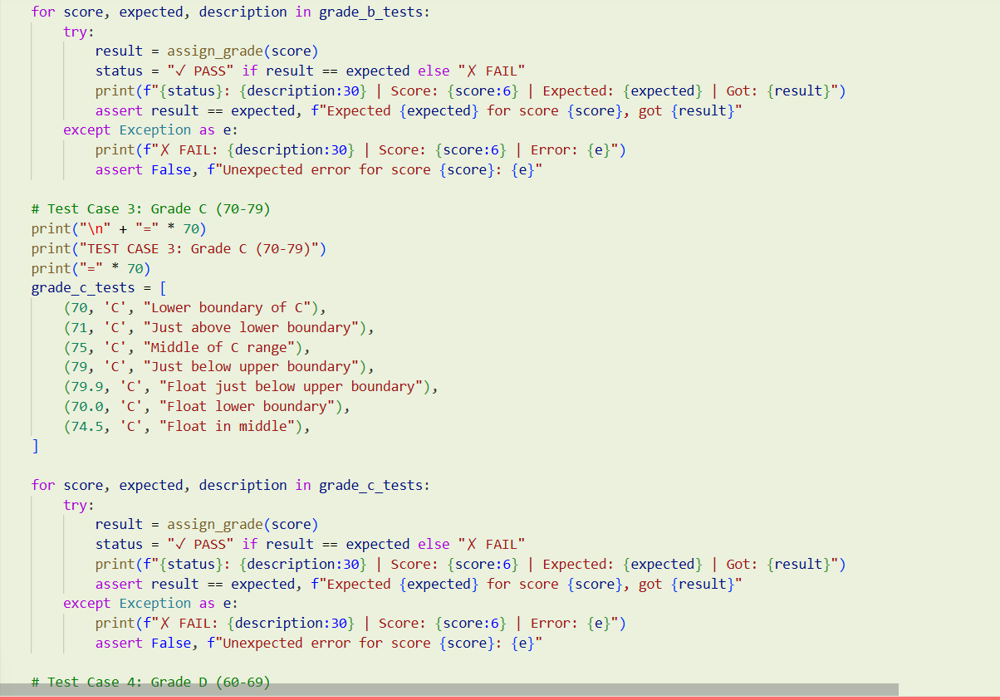 for score, expected, description in grade_b_tests:
    try:
        result = assign_grade(score)
        status = "✓ PASS" if result == expected else "✗ FAIL"
        print(f"{status}: {description:30} | Score: {score:6} | Expected: {expected} | Got: {result}")
        assert result == expected, f"Expected {expected} for score {score}, got {result}"
    except Exception as e:
        print(f"✗ FAIL: {description:30} | Score: {score:6} | Error: {e}")
        assert False, f"Unexpected error for score {score}: {e}"

# Test Case 3: Grade C (70-79)
print("\n" + "=" * 70)
print("TEST CASE 3: Grade C (70-79)")
print("=" * 70)
grade_c_tests = [
    (70, 'C', "Lower boundary of C"),
    (71, 'C', "Just above lower boundary"),
    (75, 'C', "Middle of C range"),
    (79, 'C', "Just below upper boundary"),
    (79.9, 'C', "Float just below upper boundary"),
    (70.0, 'C', "Float lower boundary"),
    (74.5, 'C', "Float in middle"),
]

for score, expected, description in grade_c_tests:
    try:
        result = assign_grade(score)
        status = "✓ PASS" if result == expected else "✗ FAIL"
        print(f"{status}: {description:30} | Score: {score:6} | Expected: {expected} | Got: {result}")
        assert result == expected, f"Expected {expected} for score {score}, got {result}"
    except Exception as e:
        print(f"✗ FAIL: {description:30} | Score: {score:6} | Error: {e}")
        assert False, f"Unexpected error for score {score}: {e}"

# Test Case 4: Grade D (60-69)